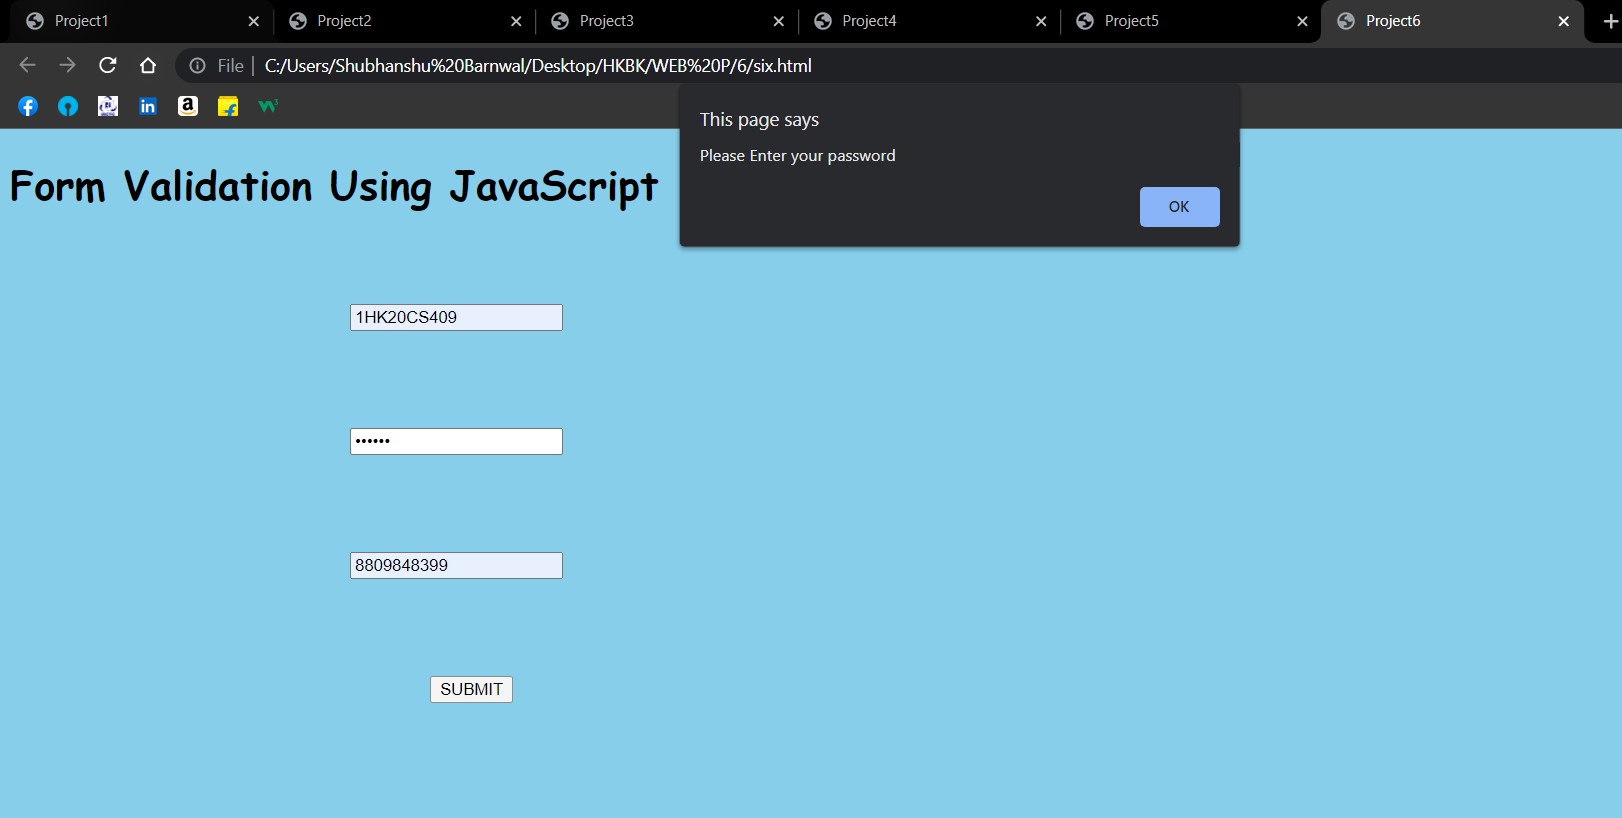 Project1 Project2 Project3 Project4 Project5 Project6
File C:/Users/Shubhanshu%20Barnwal/Desktop/HKBK/WEB%20P/6/six.html
This page says
Please Enter your password
OK
Form Validation Using JavaScript
1HK20CS409
••••••
8809848399
SUBMIT